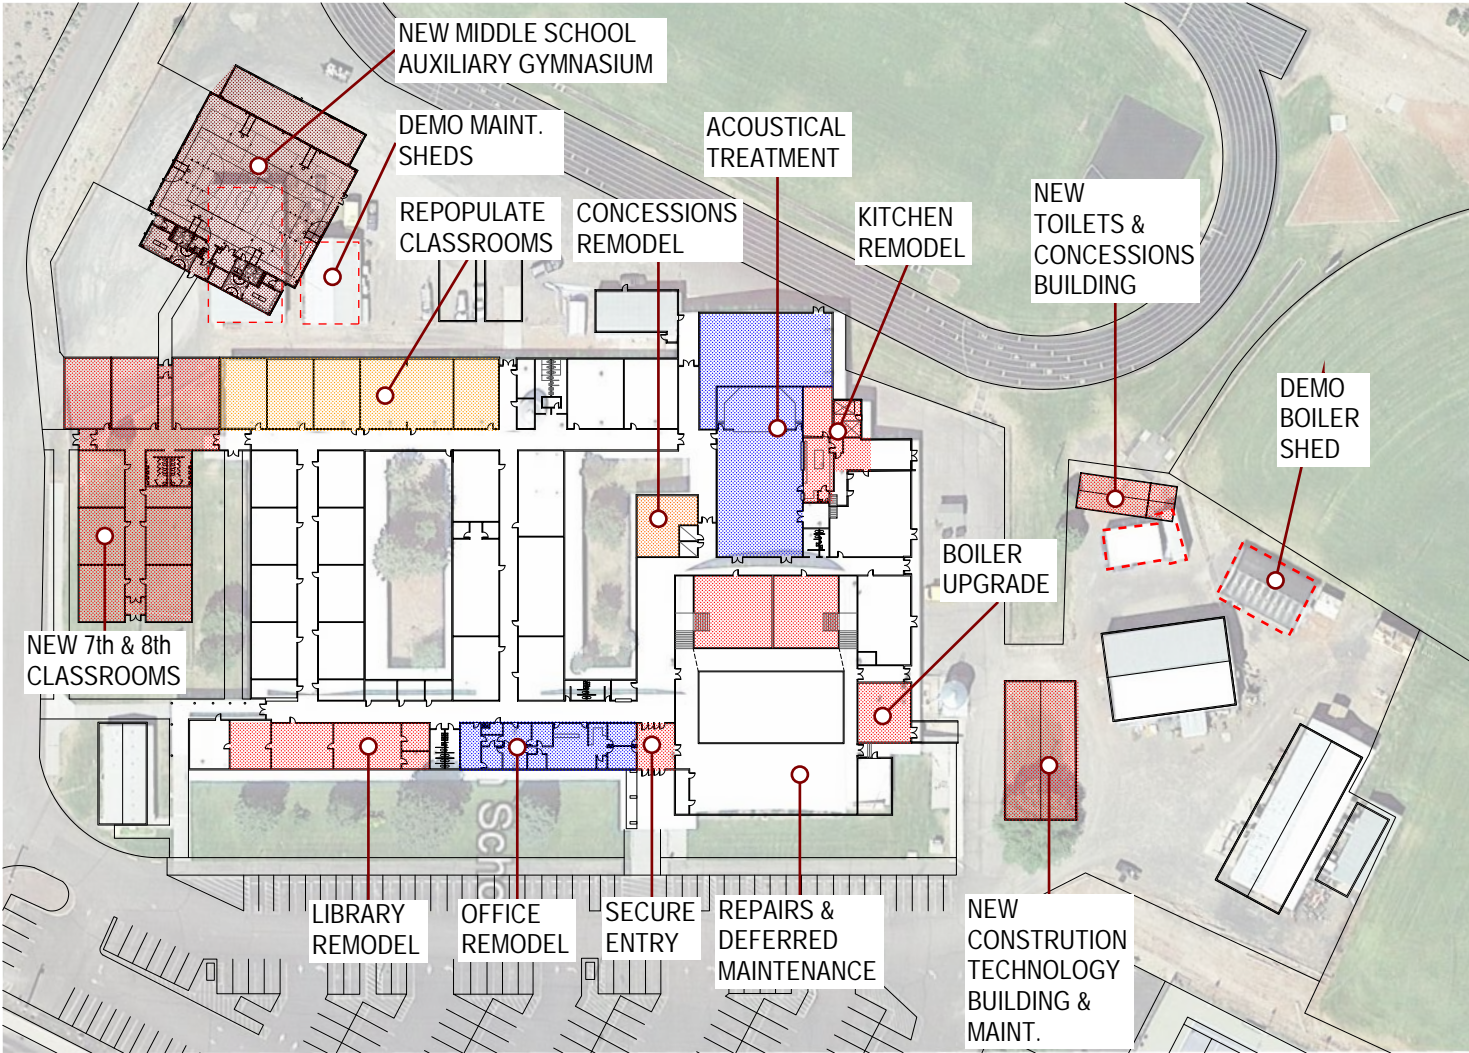 NEW MIDDLE SCHOOL
AUXILIARY GYMNASIUM
DEMO MAINT.
SHEDS
ACOUSTICAL
TREATMENT
REPOPULATE
CLASSROOMS
CONCESSIONS
REMODEL
KITCHEN
REMODEL
NEW
TOILETS &
CONCESSIONS
BUILDING
DEMO
BOILER
SHED
BOILER
UPGRADE
NEW 7th & 8th
CLASSROOMS
LIBRARY
REMODEL
OFFICE
REMODEL
SECURE
ENTRY
REPAIRS &
DEFERRED
MAINTENANCE
NEW
CONSTRUTION
TECHNOLOGY
BUILDING &
MAINT.